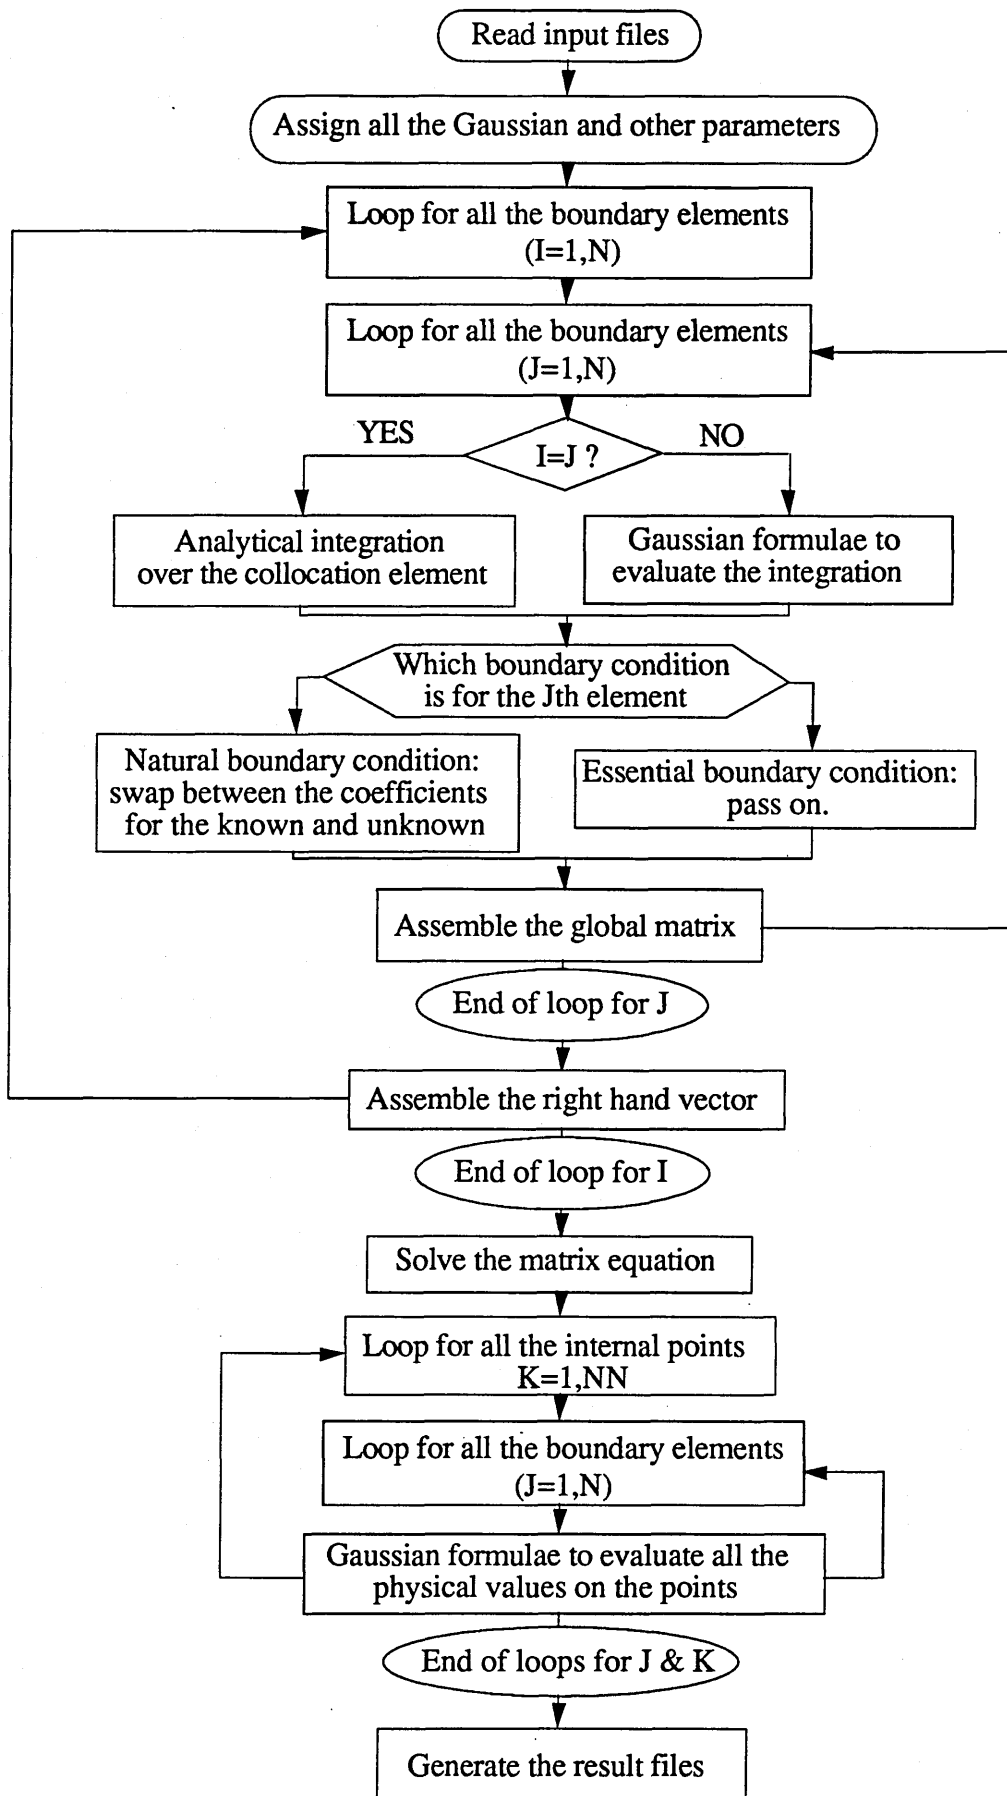 Read input files
Assign all the Gaussian and other parameters
Loop for all the boundary elements
(I=1,N)
Loop for all the boundary elements
(J=1,N)
YES
I=J ?
NO
Analytical integration
over the collocation element
Gaussian formulae to
evaluate the integration
Which boundary condition
is for the Jth element
Natural boundary condition:
swap between the coefficients
for the known and unknown
Essential boundary condition:
pass on.
Assemble the global matrix
End of loop for J
Assemble the right hand vector
End of loop for I
Solve the matrix equation
Loop for all the internal points
K=1,NN
Loop for all the boundary elements
(J=1,N)
Gaussian formulae to evaluate all the
physical values on the points
End of loops for J & K
Generate the result files